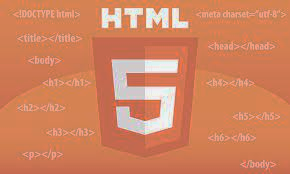 HTML
<!DOCTYPE html>
<title></title>
<body>
<h1></h1>
<h2></h2>
<h3></h3>
<p></p>
5
<meta charset="utf-8">
<head></head>
<h4></h4>
<h5></h5>
<h6></h6>
</body>